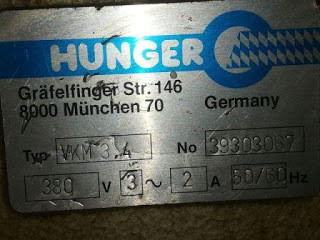 HUNGER
Gräfelfinger Str. 146
8000 München 70 Germany
Typ VKM 3.4 No 39303067
380 V 3~ 2 A 50/60 Hz